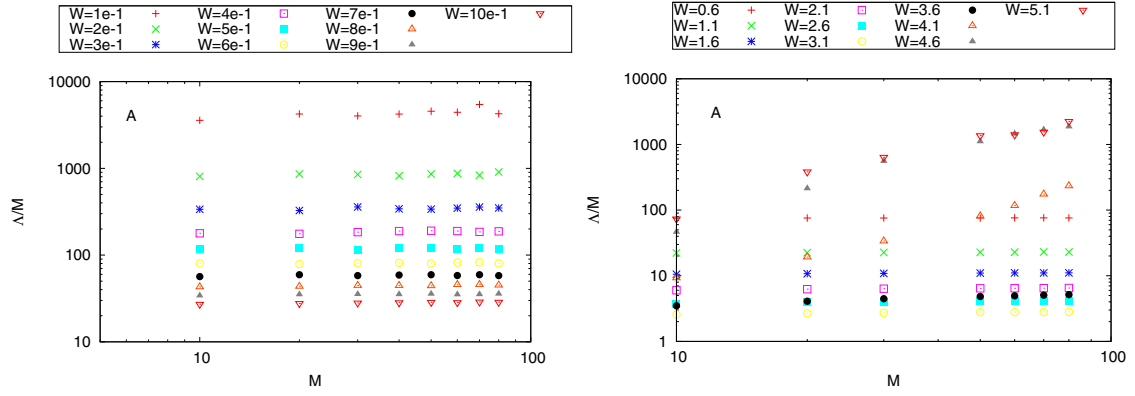 W=1e-1 W=4e-1 W=7e-1 W=10e-1
W=2e-1 W=5e-1 W=8e-1
W=3e-1 W=6e-1 W=9e-1
10000
1000
100
10
10 100
A
Λ/M
M
W=0.6 W=2.1 W=3.6 W=5.1
W=1.1 W=2.6 W=4.1
W=1.6 W=3.1 W=4.6
10000
1000
100
10
1
10 100
A
Λ/M
M